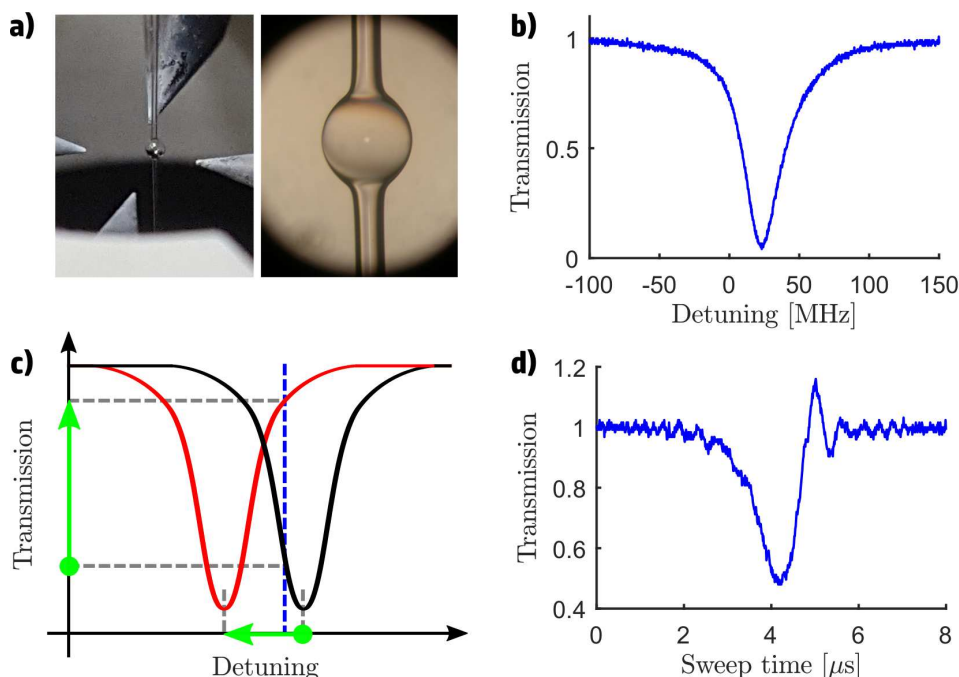 a)
b)
1
0.5
0
Transmission
-100 -50 0 50 100 150
Detuning [MHz]
c)
Transmission
Detuning
d)
1.2
1
0.8
0.6
0.4
Transmission
0 2 4 6 8
Sweep time [μs]